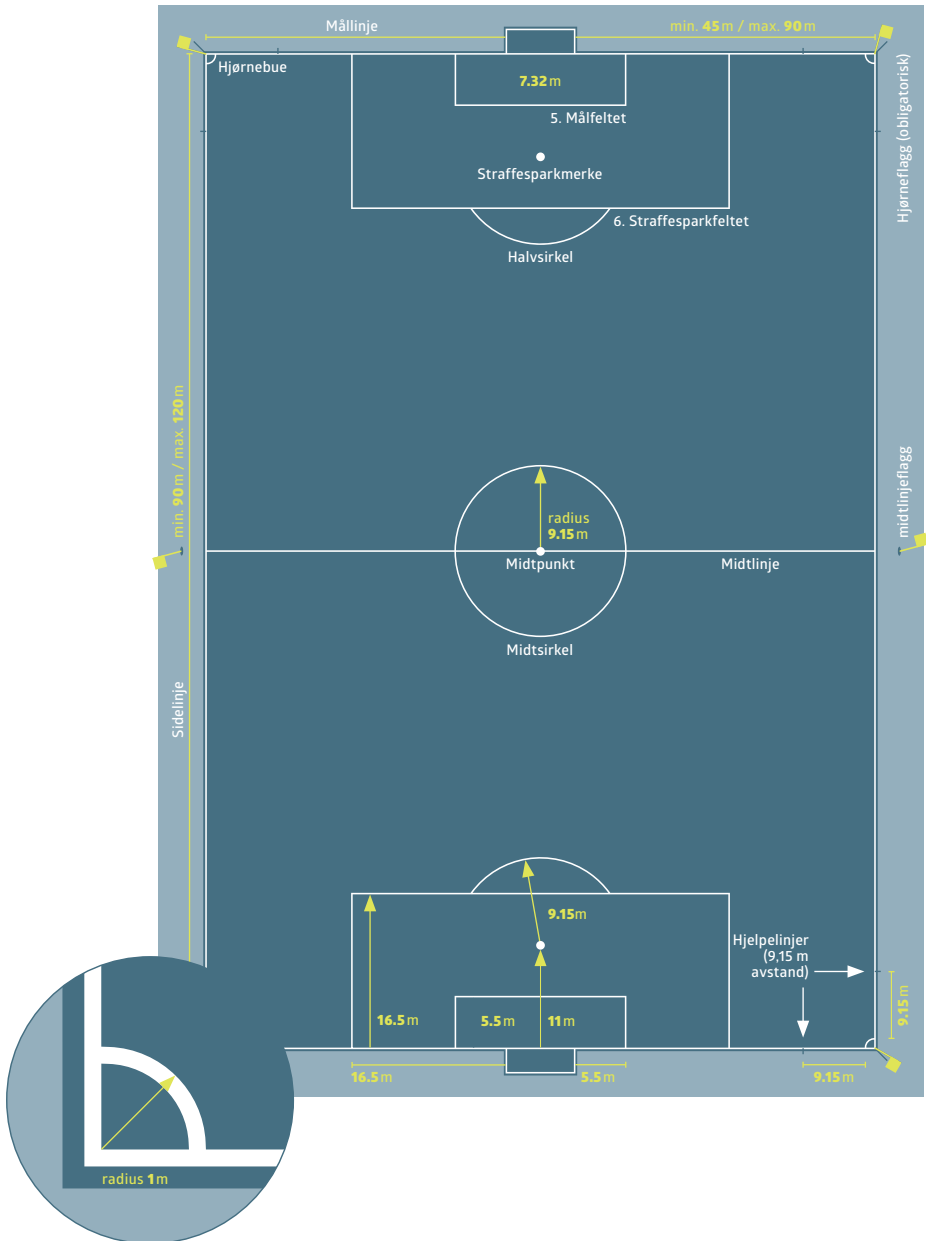 Mållinje
min. 45 m / max. 90 m
Hjørnebue
7.32 m
5. Målfeltet
Straffesparkmerke
6. Straffesparkfeltet
Halvsirkel
Hjørneflagg (obligatorisk)
min. 90 m / max. 120 m
midtlinjeflagg
radius
9.15 m
Midtpunkt
Midtlinje
Midtsirkel
Sidelinje
9.15 m
Hjelpelinjer
(9,15 m
avstand)
9.15 m
16.5 m
5.5 m
11 m
16.5 m
5.5 m
9.15 m
radius 1 m